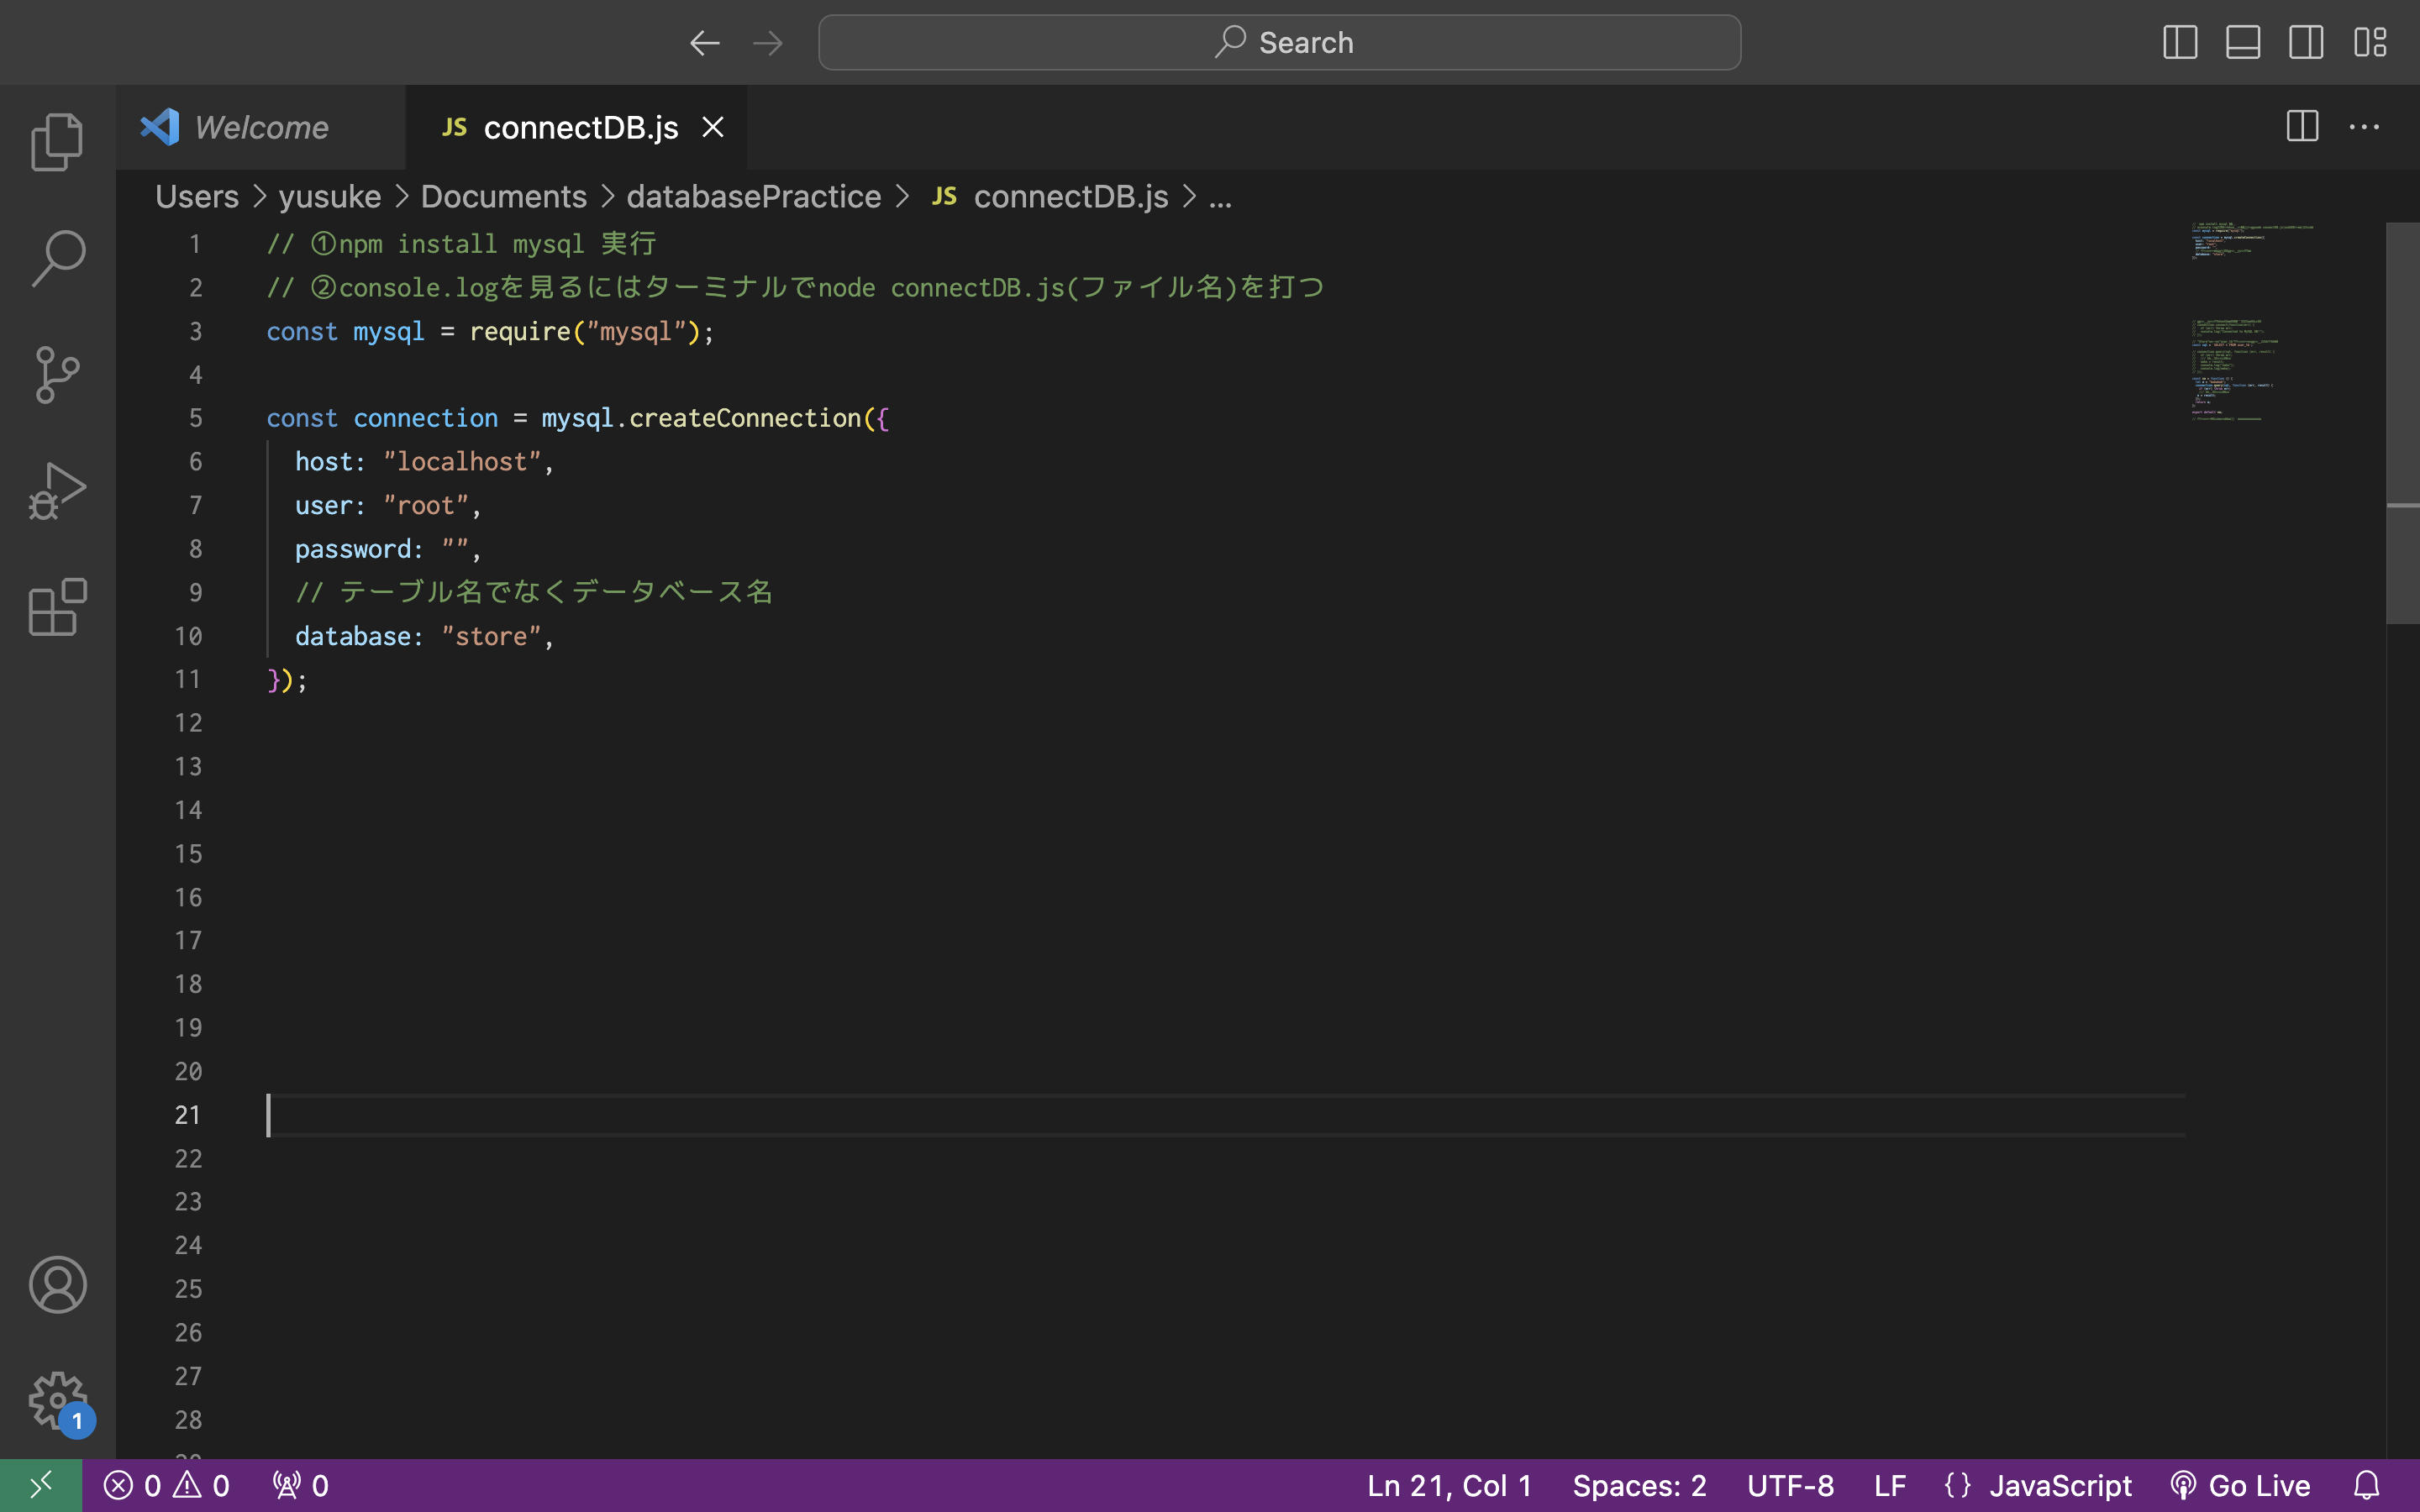 Search
Welcome
JS connectDB.js
Users > yusuke > Documents > databasePractice > JS connectDB.js > ...
1 // ①npm install mysql 実行
2 // ②console.logを見るにはターミナルでnode connectDB.js(ファイル名)を打つ
3 const mysql = require("mysql");
4
5 const connection = mysql.createConnection({
6 host: "localhost",
7 user: "root",
8 password: "",
9 // テーブル名でなくデータベース名
10 database: "store",
11 });
12
13
14
15
16
17
18
19
20
21
22
23
24
25
26
27
28
1
0 0 0 Ln 21, Col 1 Spaces: 2 UTF-8 LF {} JavaScript Go Live